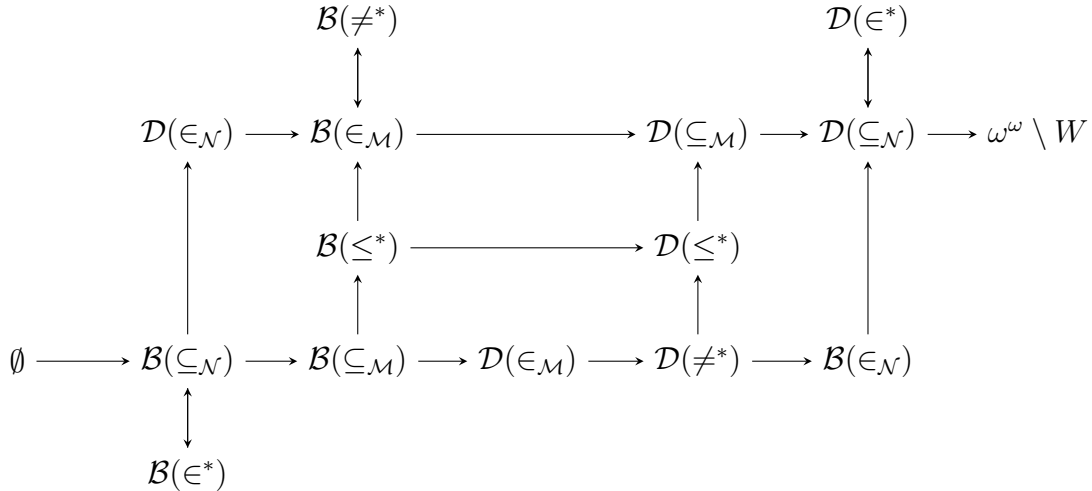 𝓑(≠*) 𝓓(∈*)
𝓓(∈_𝓝) 𝓑(∈_𝓜) 𝓓(⊆_𝓜) 𝓓(⊆_𝓝) ω^ω \ W
𝓑(≤*) 𝓓(≤*)
∅ 𝓑(⊆_𝓝) 𝓑(⊆_𝓜) 𝓓(∈_𝓜) 𝓓(≠*) 𝓑(∈_𝓝)
𝓑(∈*)